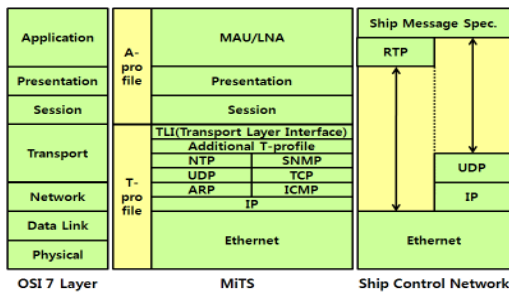 Application
Presentation
Session
Transport
Network
Data Link
Physical
OSI 7 Layer
A-
pro
file
T-
pro
file
MAU/LNA
Presentation
Session
TLI(Transport Layer Interface)
Additional T-profile
NTP SNMP
UDP TCP
ARP ICMP
IP
Ethernet
MiTS
Ship Message Spec.
RTP
UDP
IP
Ethernet
Ship Control Network